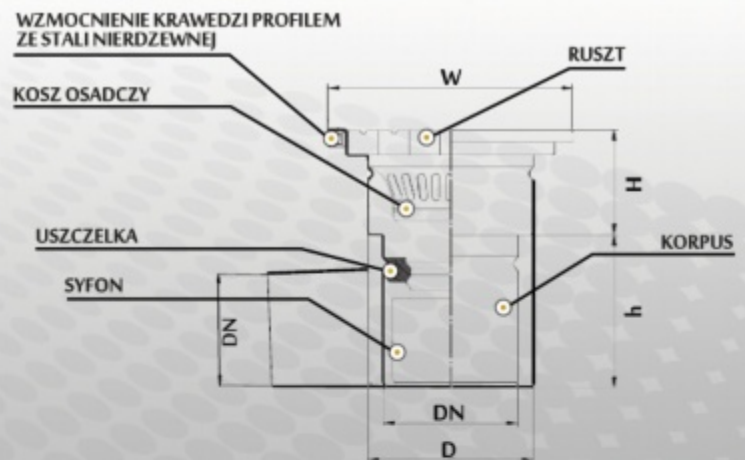 WZMOCNIENIE KRAWEDZI PROFILEM
ZE STALI NIERDZEWNEJ
RUSZT
W
KOSZ OSADCZY
H
USZCZELKA
KORPUS
SYFON
h
DN
DN
D